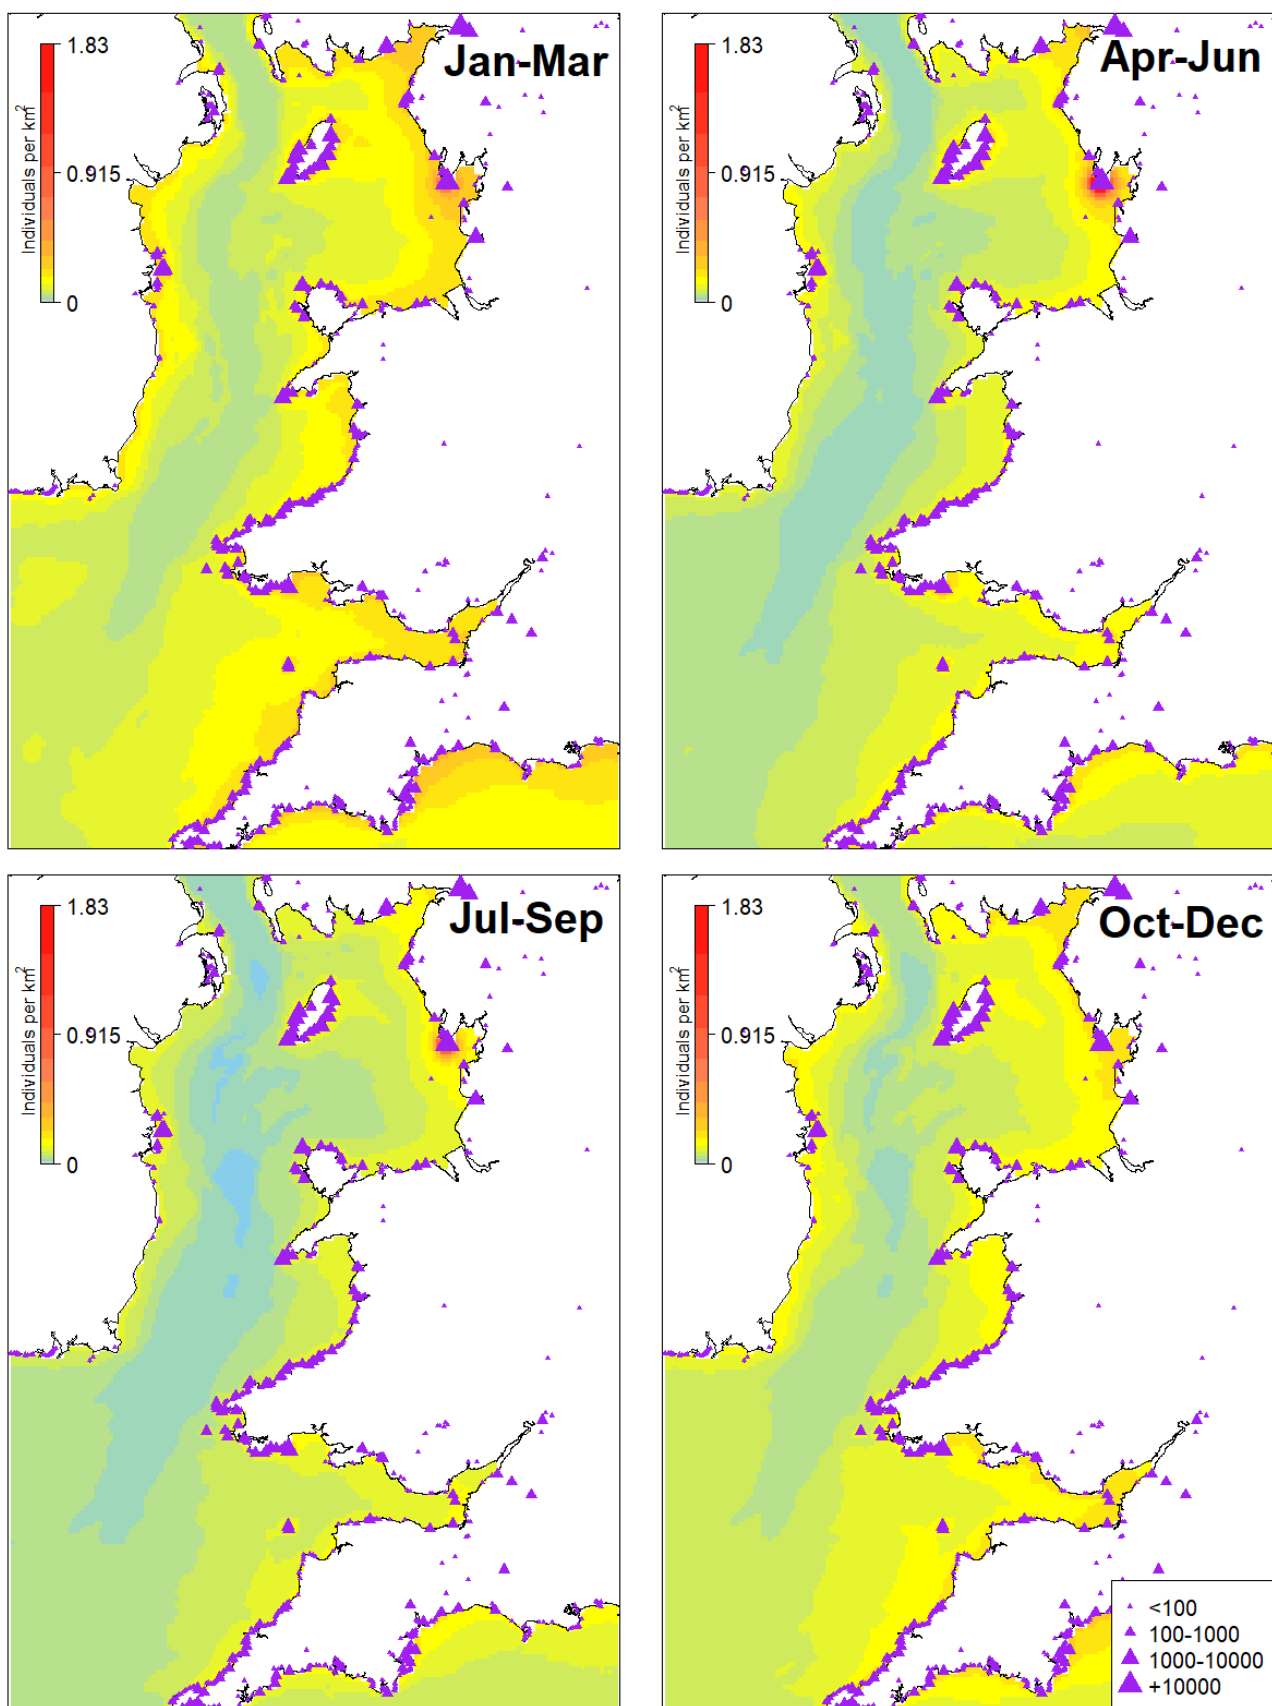 Jan-Mar
1.83
0.915
0
Individuals per km²
Apr-Jun
1.83
0.915
0
Individuals per km²
Jul-Sep
1.83
0.915
0
Individuals per km²
Oct-Dec
1.83
0.915
0
Individuals per km²
<100
100-1000
1000-10000
+10000